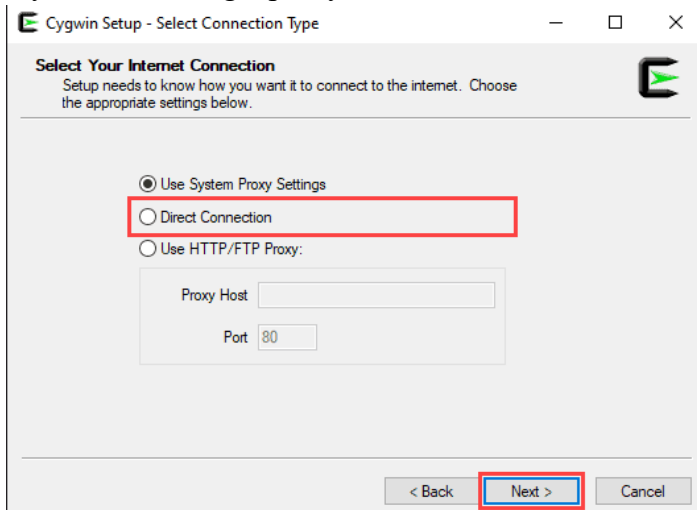 Cygwin Setup - Select Connection Type
Select Your Internet Connection
Setup needs to know how you want it to connect to the internet. Choose
the appropriate settings below.
Use System Proxy Settings
Direct Connection
Use HTTP/FTP Proxy:
Proxy Host
Port 80
< Back Next > Cancel